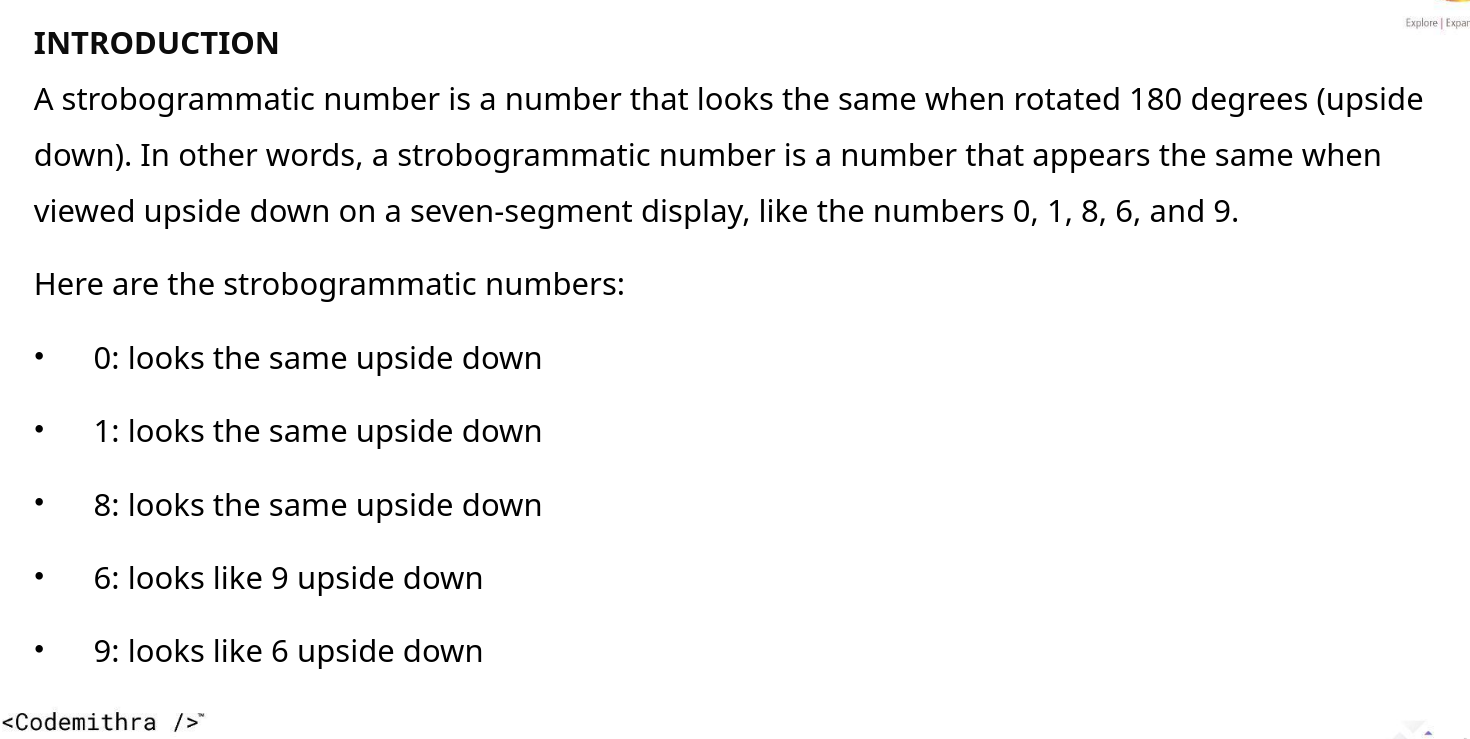 Explore | Expan
INTRODUCTION
A strobogrammatic number is a number that looks the same when rotated 180 degrees (upside
down). In other words, a strobogrammatic number is a number that appears the same when
viewed upside down on a seven-segment display, like the numbers 0, 1, 8, 6, and 9.
Here are the strobogrammatic numbers:
• 0: looks the same upside down
• 1: looks the same upside down
• 8: looks the same upside down
• 6: looks like 9 upside down
• 9: looks like 6 upside down
<Codemithra />™